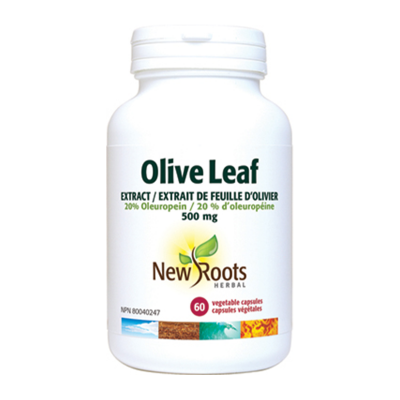 Olive Leaf
EXTRACT / EXTRAIT DE FEUILLE D'OLIVIER
20% Oleuropein / 20 % d'oleuropéine
500 mg
New Roots
HERBAL
60 vegetable capsules
capsules végétales
NPN 80040247